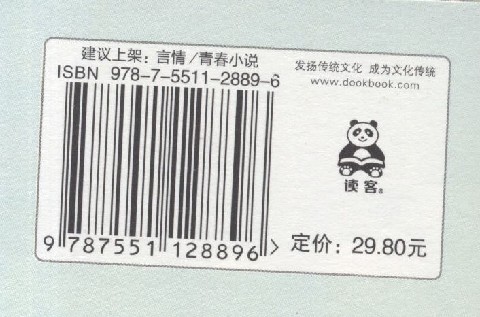 建议上架：言情/青春小说
ISBN 978-7-5511-2889-6
发扬传统文化 成为文化传统
www.dookbook.com
读客®
9 787551 128896 >
定价：29.80元